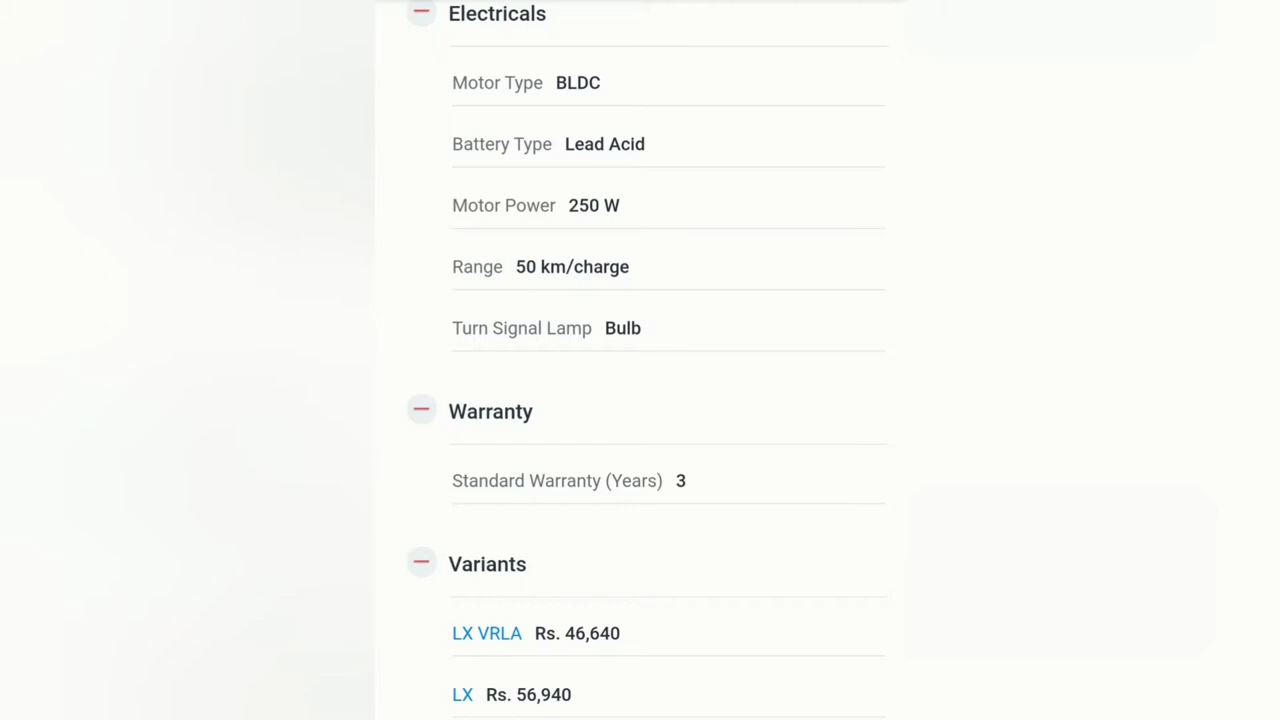 Electricals
Motor Type BLDC
Battery Type Lead Acid
Motor Power 250 W
Range 50 km/charge
Turn Signal Lamp Bulb
Warranty
Standard Warranty (Years) 3
Variants
LX VRLA Rs. 46,640
LX Rs. 56,940